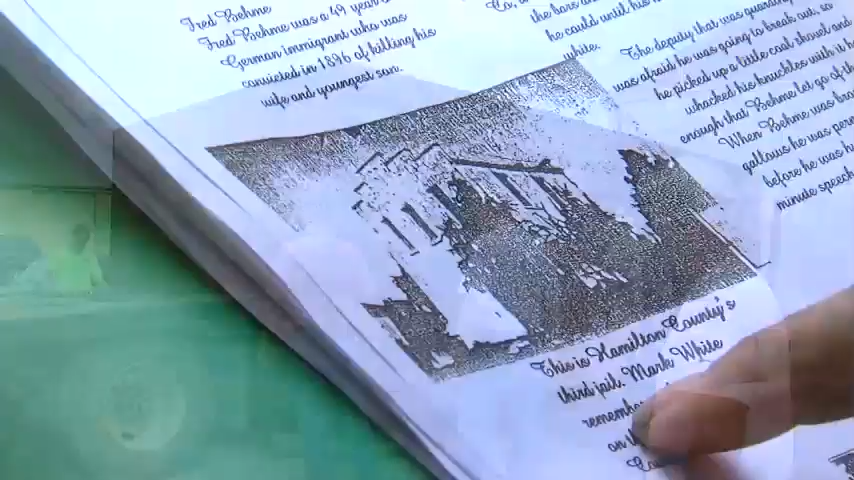 Fred Behme
Fred Behme was a 49 year
German immigrant who was
convicted in 1896 of killing his
wife and youngest son.
the bars
he could until his
white.
The deputy that was guarding
was afraid he was going to break out, so
he picked up a little coal shovel and
whacked his knuckles with it
enough that Behme let go of the
When Behme was
gallows he was
before he was
minute speech
This is Hamilton County's
third jail. Mark White
on